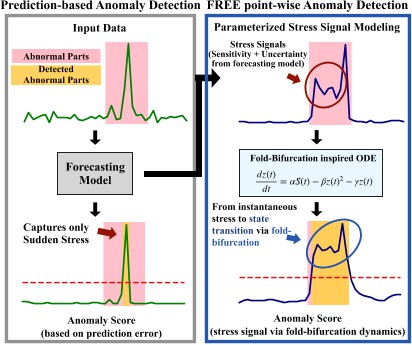 Prediction-based Anomaly Detection
Input Data
Abnormal Parts
Detected
Abnormal Parts
Forecasting
Model
Captures only
Sudden Stress
Anomaly Score
(based on prediction error)
FREE point-wise Anomaly Detection
Parameterized Stress Signal Modeling
Stress Signals
(Sensitivity + Uncertainty
from forecasting model)
Fold-Bifurcation inspired ODE
dz(t)/dt = αS(t) − βz(t)² − γz(t)
From instantaneous
stress to state
transition via fold-
bifurcation
Anomaly Score
(stress signal via fold-bifurcation dynamics)